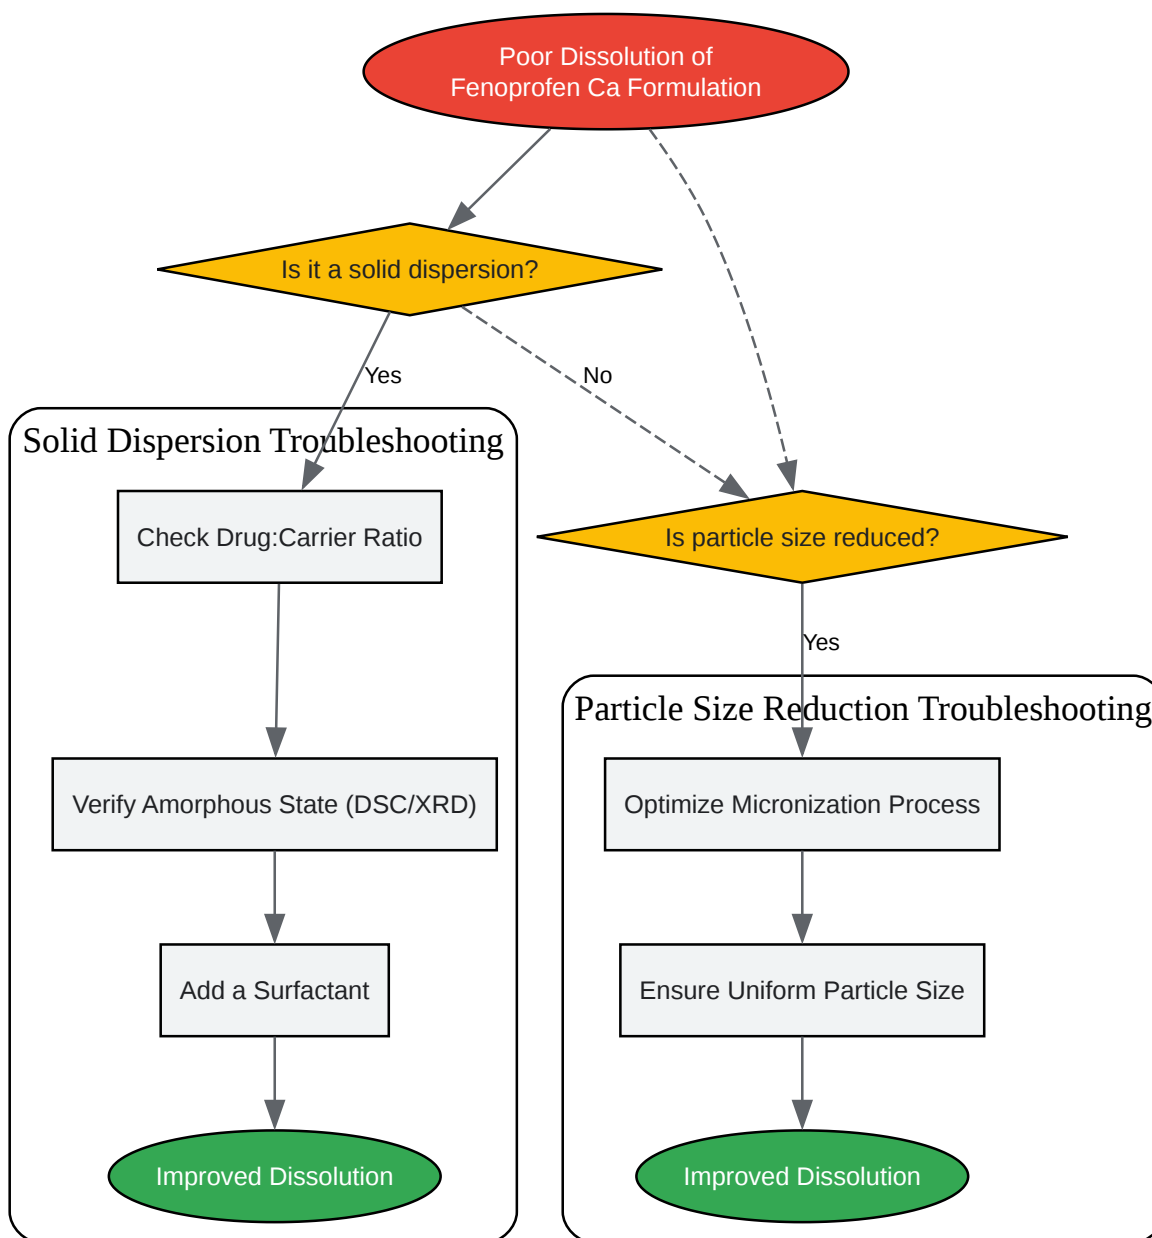 Poor Dissolution of
Fenoprofen Ca Formulation
Is it a solid dispersion?
Yes
No
Solid Dispersion Troubleshooting
Check Drug:Carrier Ratio
Is particle size reduced?
Yes
Particle Size Reduction Troubleshooting
Verify Amorphous State (DSC/XRD)
Optimize Micronization Process
Add a Surfactant
Ensure Uniform Particle Size
Improved Dissolution
Improved Dissolution